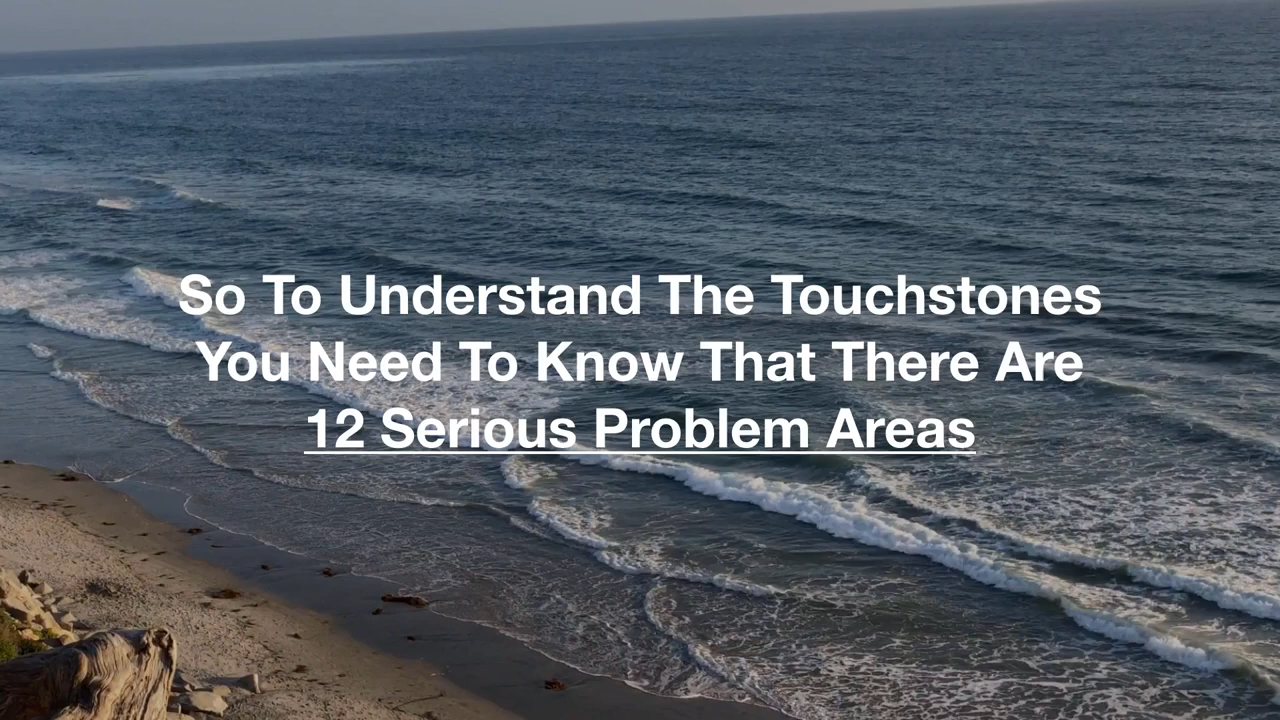 So To Understand The Touchstones
You Need To Know That There Are
12 Serious Problem Areas